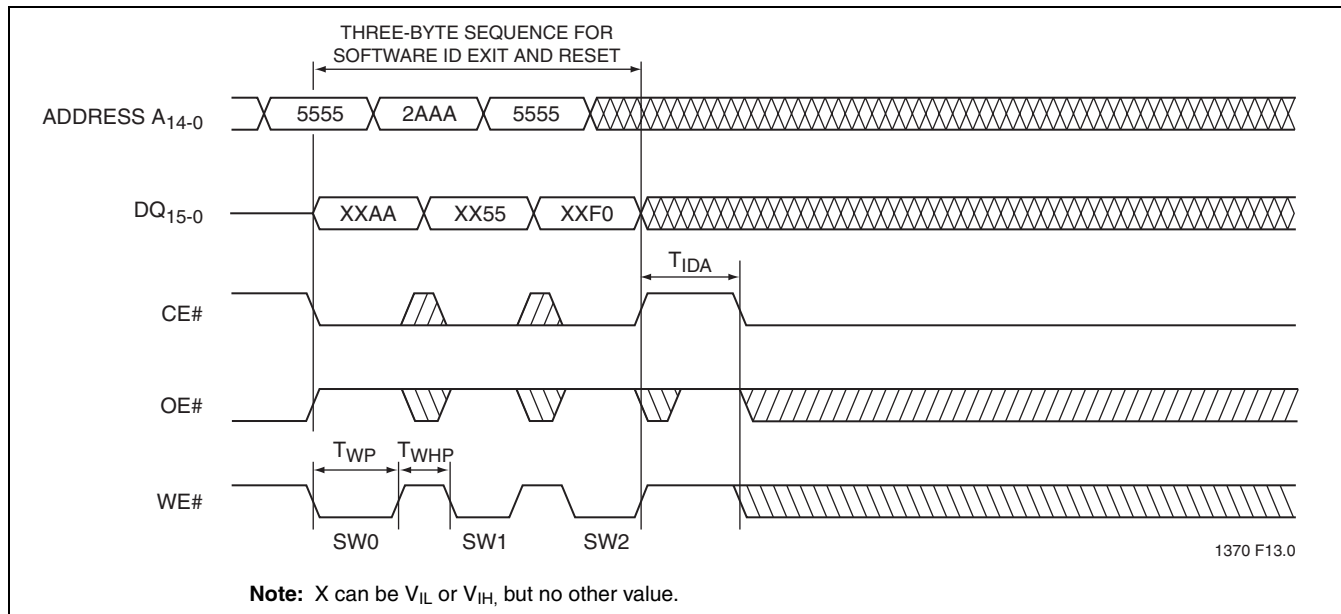 THREE-BYTE SEQUENCE FOR
SOFTWARE ID EXIT AND RESET
ADDRESS A14-0
5555 2AAA 5555
DQ15-0
XXAA XX55 XXF0
TIDA
CE#
OE#
TWP TWHP
WE#
SW0 SW1 SW2
1370 F13.0
Note: X can be VIL or VIH, but no other value.